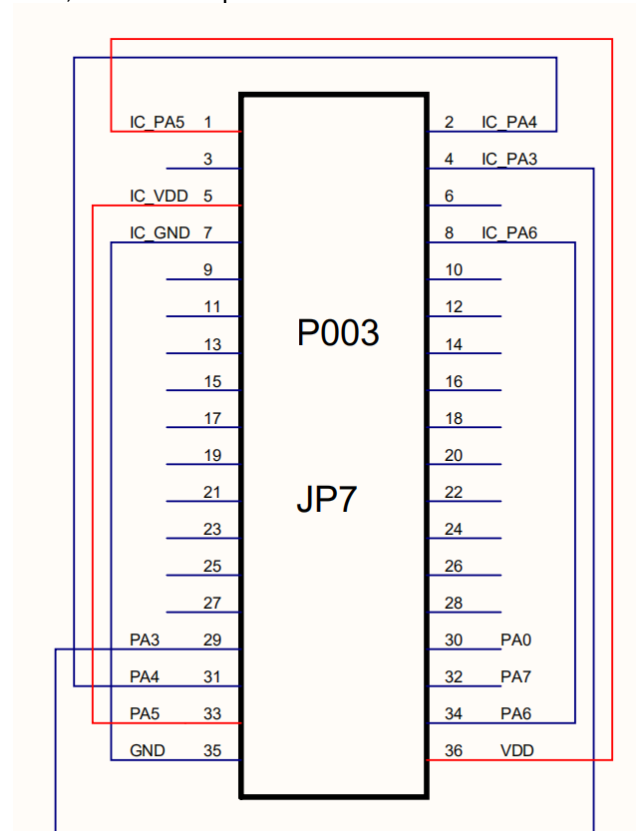 IC_PA5 1 2 IC_PA4
3 4 IC_PA3
IC_VDD 5 6
IC_GND 7 8 IC_PA6
9 10
11 12
P003
13 14
15 16
17 18
19 20
JP7
21 22
23 24
25 26
27 28
PA3 29 30 PA0
PA4 31 32 PA7
PA5 33 34 PA6
GND 35 36 VDD